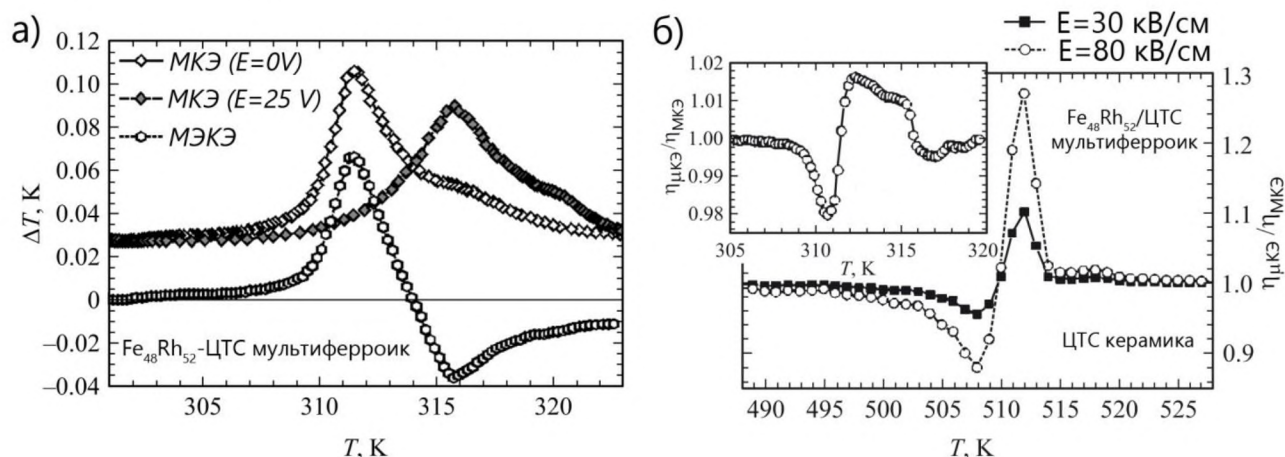 а)
0.12
0.10
0.08
0.06
0.04
0.02
0
−0.02
−0.04
ΔT, K
МКЭ (E=0V)
МКЭ (E=25 V)
МЭКЭ
Fe₄₈Rh₅₂-ЦТС мультиферроик
305 310 315 320
T, K
б)
E=30 кВ/см
E=80 кВ/см
1.02
1.01
1.00
0.99
0.98
ημКЭ/ηМКЭ
305 310 315 320
T, K
Fe₄₈Rh₅₂/ЦТС
мультиферроик
ЦТС керамика
1.3
1.2
1.1
1.0
0.9
ημКЭ/ηМКЭ
490 495 500 505 510 515 520 525
T, K